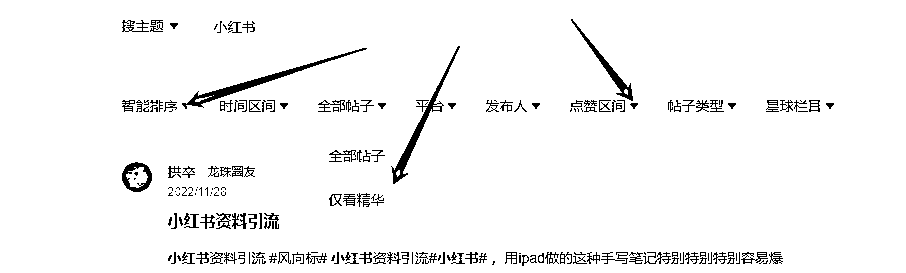 搜主题 小红书
智能排序 时间区间 全部帖子 平台 发布人 点赞区间 帖子类型 星球栏目
全部帖子
仅看精华
拱卒 龙珠圈友
2022/11/28
小红书资料引流
小红书资料引流 #风向标# 小红书资料引流#小红书# ，用ipad做的这种手写笔记特别特别特别容易爆